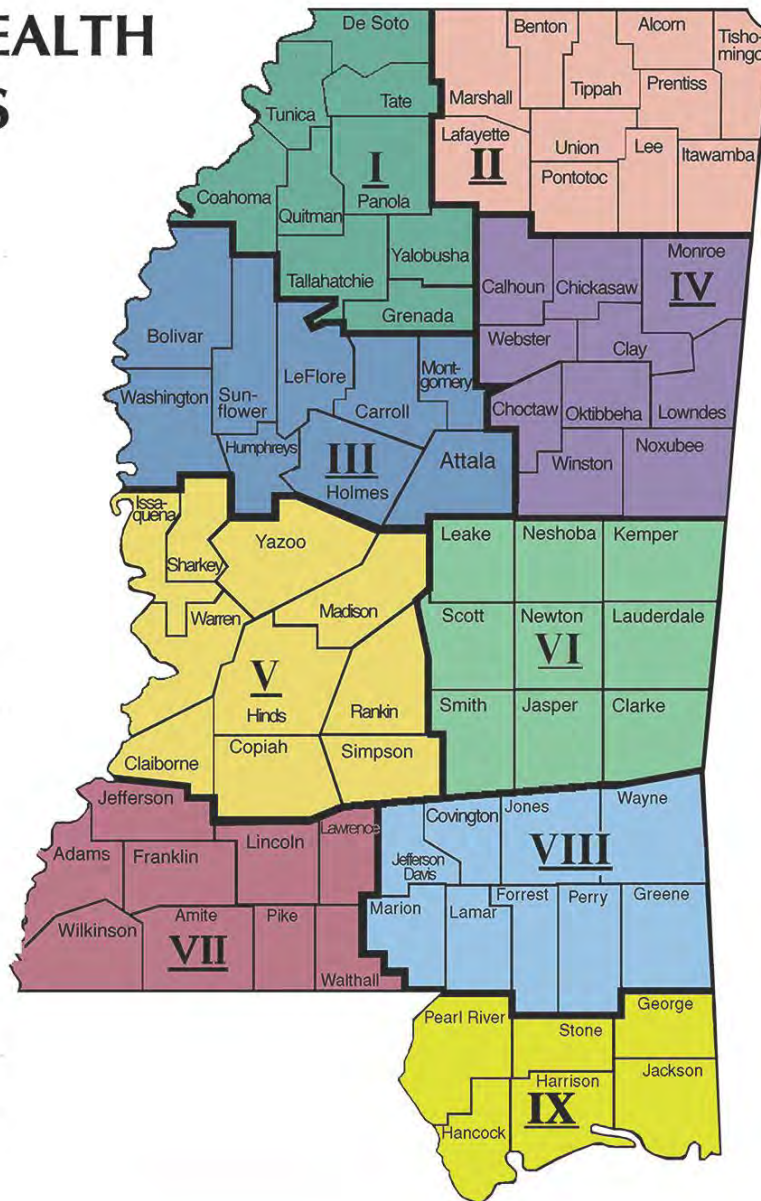 EALTH
S
De Soto
Tunica
Tate
Coahoma
Quitman
I
Panola
Tallahatchie
Yalobusha
Grenada
Benton
Alcorn
Tisho-
mingo
Marshall
Tippah
Prentiss
Lafayette
II
Union
Lee
Itawamba
Pontotoc
Monroe
Calhoun
Chickasaw
IV
Webster
Clay
Choctaw
Oktibbeha
Lowndes
Winston
Noxubee
Bolivar
Washington
Sun-
flower
LeFlore
Mont-
gomery
Carroll
Humphreys
III
Holmes
Attala
Issa-
quena
Sharkey
Yazoo
Warren
Madison
V
Hinds
Rankin
Claiborne
Copiah
Simpson
Leake
Neshoba
Kemper
Scott
Newton
Lauderdale
VI
Smith
Jasper
Clarke
Jefferson
Adams
Franklin
Lincoln
Lawrence
Wilkinson
Amite
Pike
VII
Walthall
Covington
Jones
Wayne
Jefferson
Davis
VIII
Marion
Lamar
Forrest
Perry
Greene
Pearl River
Stone
George
Harrison
Jackson
IX
Hancock